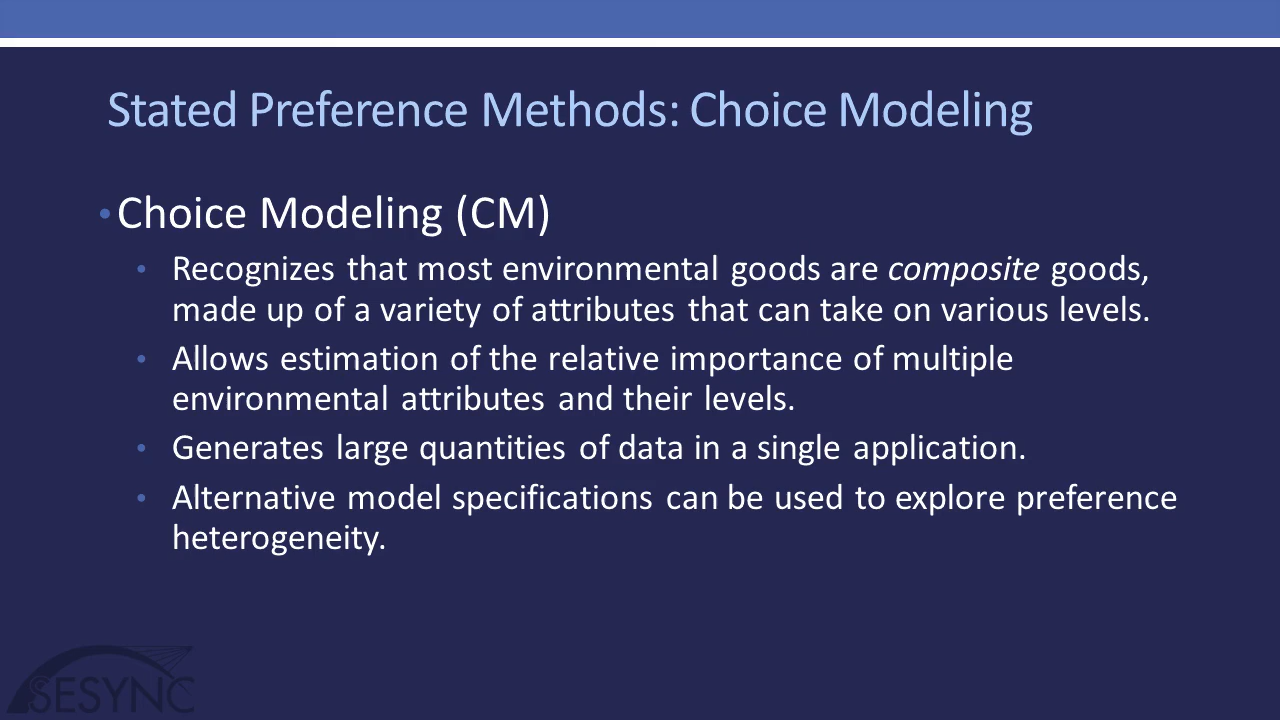 Stated Preference Methods: Choice Modeling
• Choice Modeling (CM)
• Recognizes that most environmental goods are composite goods,
made up of a variety of attributes that can take on various levels.
• Allows estimation of the relative importance of multiple
environmental attributes and their levels.
• Generates large quantities of data in a single application.
• Alternative model specifications can be used to explore preference
heterogeneity.
SESYNC